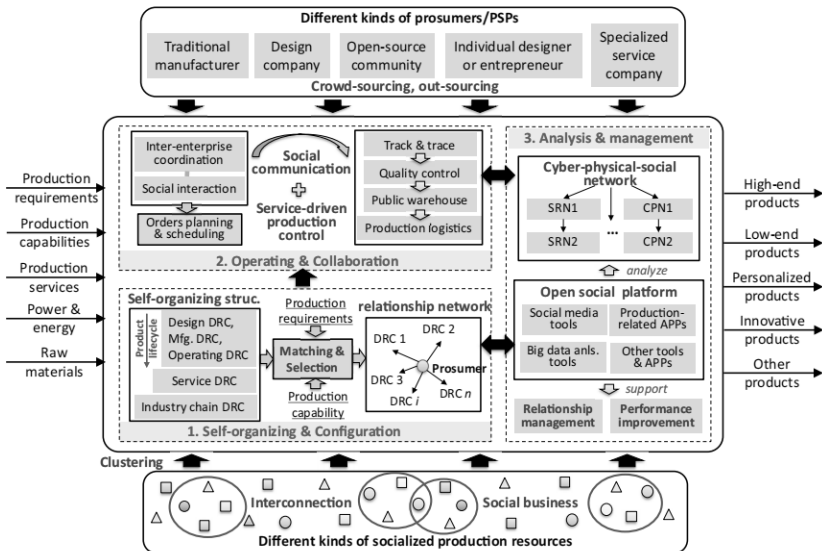 Different kinds of prosumers/PSPs
Traditional
manufacturer
Design
company
Open-source
community
Individual designer
or entrepreneur
Specialized
service
company
Crowd-sourcing, out-sourcing
Production
requirements
Production
capabilities
Production
services
Power &
energy
Raw
materials
Inter-enterprise
coordination
Social interaction
Orders planning
& scheduling
Social
communication
Service-driven
production
control
Track & trace
Quality control
Public warehouse
Production logistics
2. Operating & Collaboration
Self-organizing struc.
Product
lifecycle
Design DRC,
Mfg. DRC,
Operating DRC
Service DRC
Industry chain DRC
Production
requirements
Matching &
Selection
Production
capability
relationship network
DRC 1
DRC 2
Prosumer
DRC 3
DRC i
DRC n
1. Self-organizing & Configuration
3. Analysis & management
Cyber-physical-social
network
SRN1
CPN1
SRN2
...
CPN2
analyze
Open social platform
Social media
tools
Production-
related APPs
Big data anls.
tools
Other tools
& APPs
support
Relationship
management
Performance
improvement
High-end
products
Low-end
products
Personalized
products
Innovative
products
Other
products
Clustering
Interconnection
Social business
Different kinds of socialized production resources